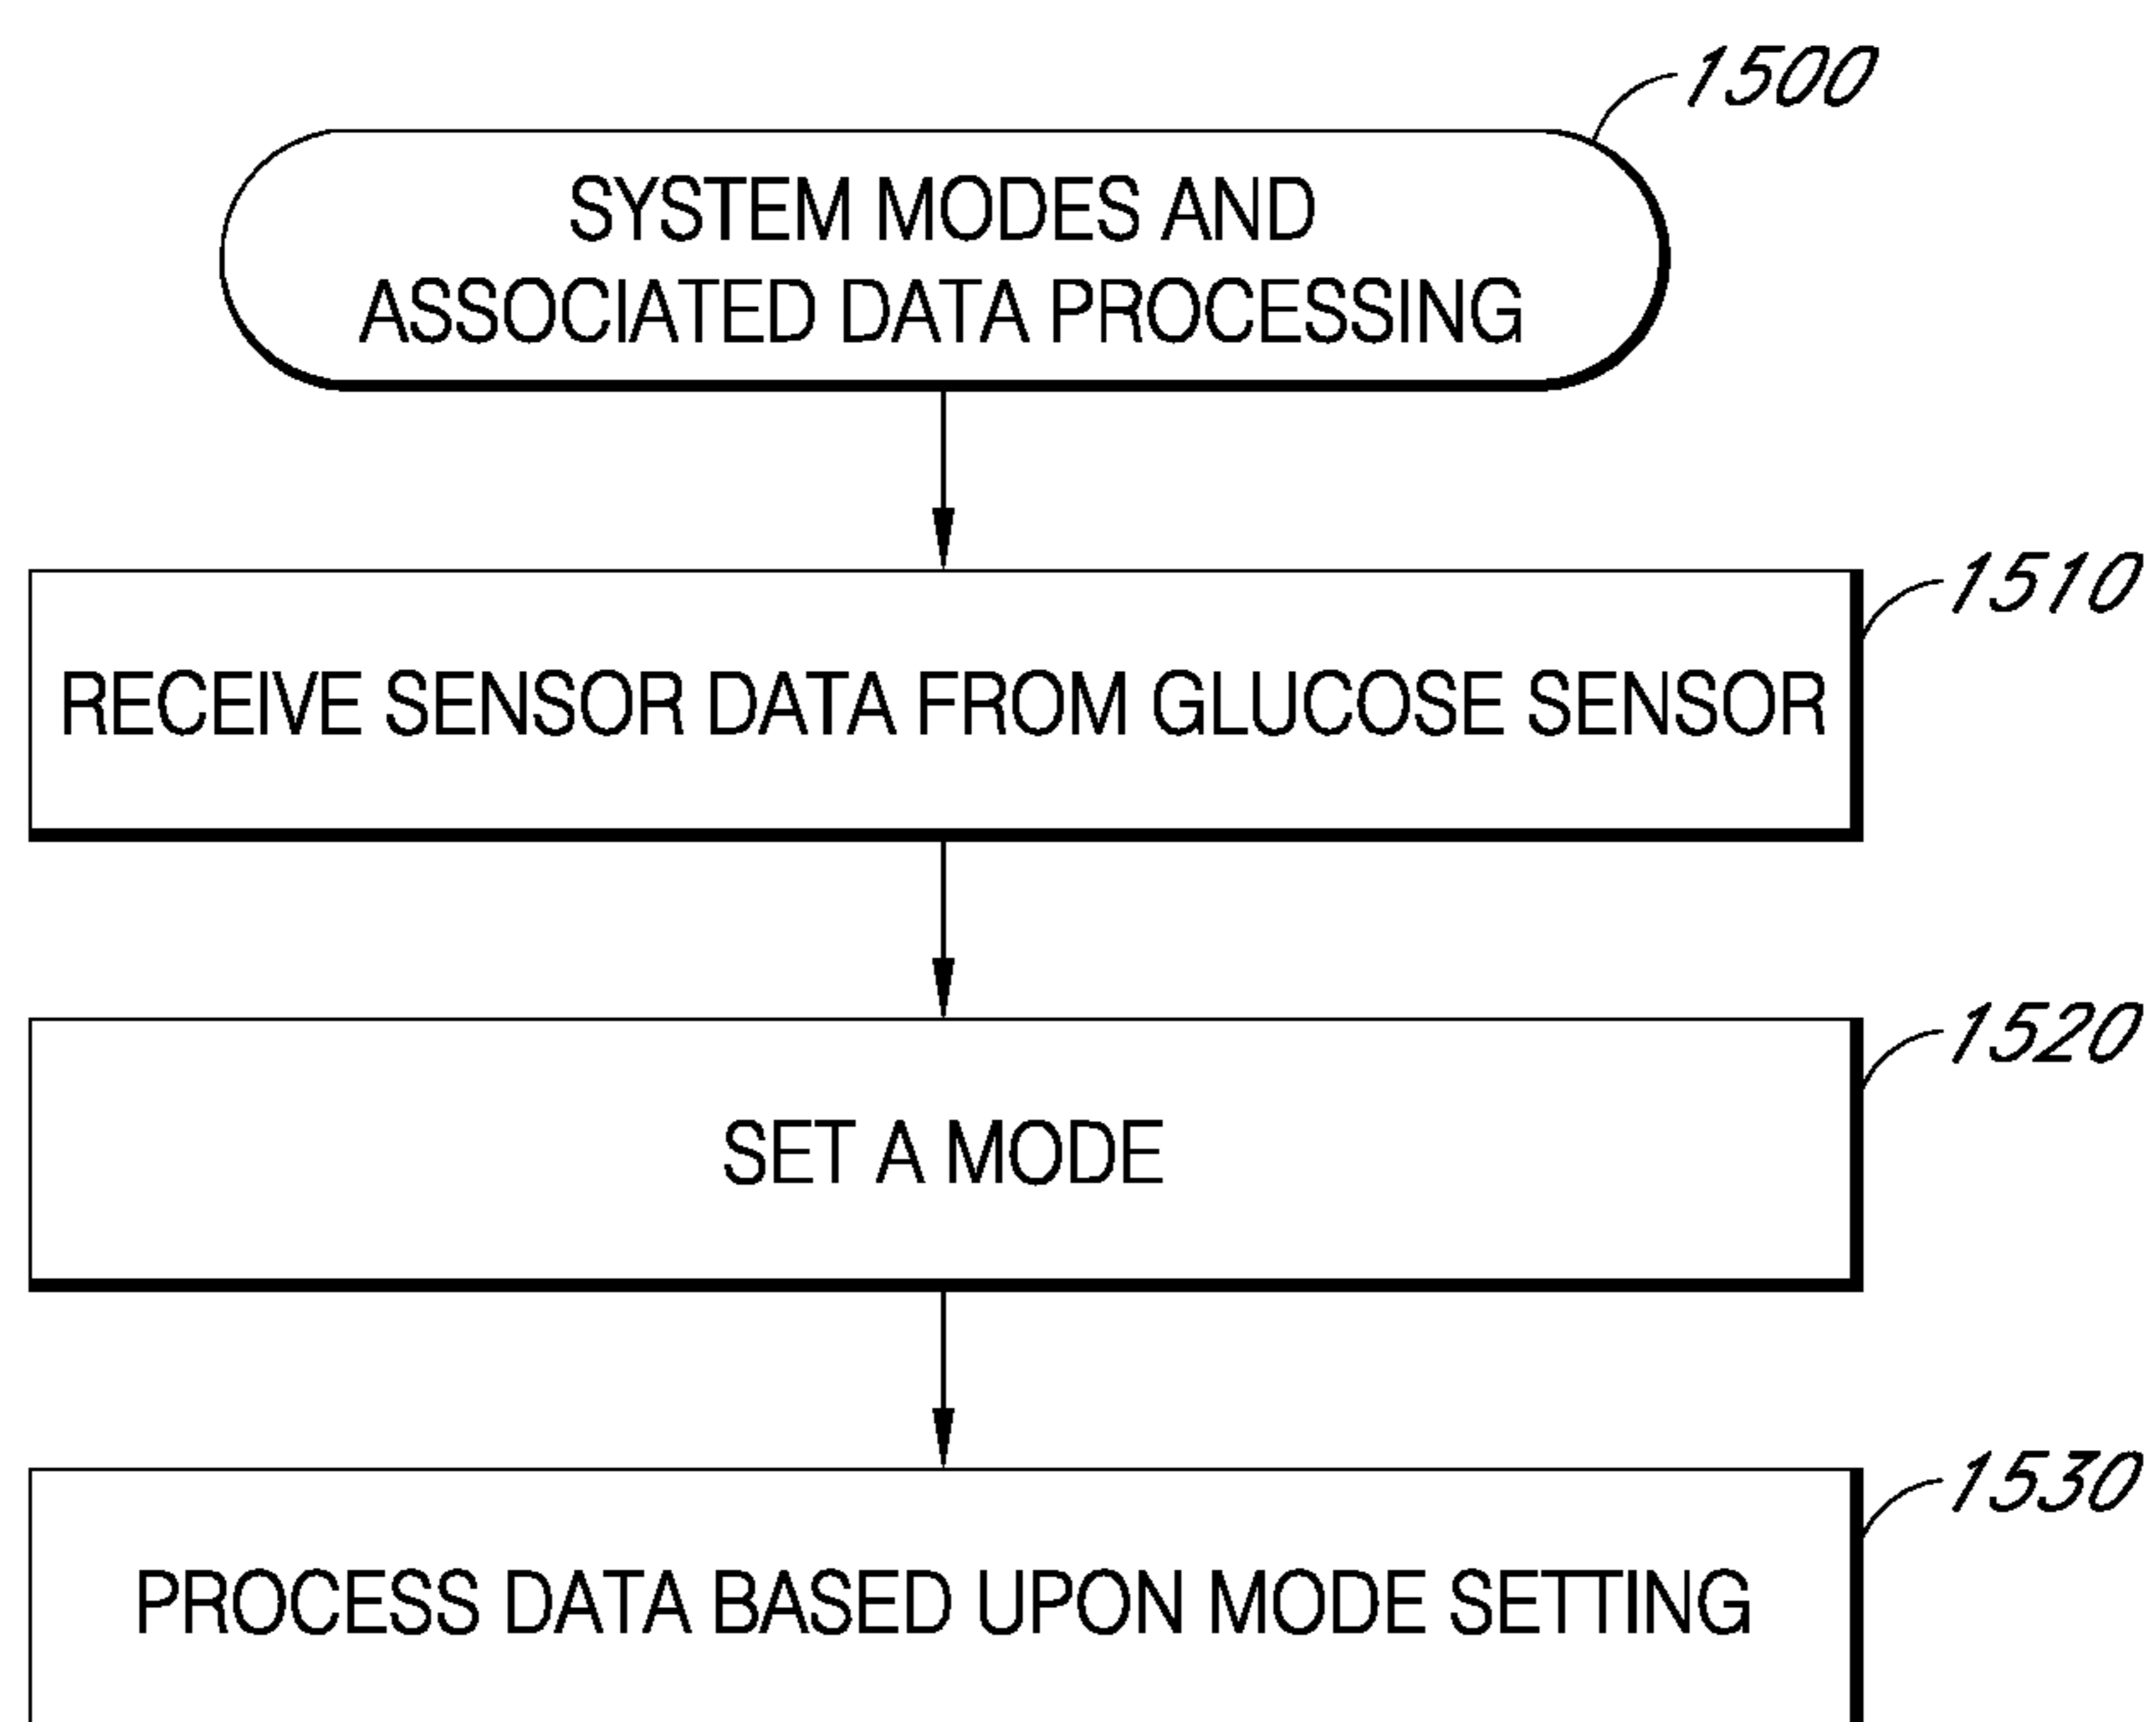 1500
SYSTEM MODES AND
ASSOCIATED DATA PROCESSING
1510
RECEIVE SENSOR DATA FROM GLUCOSE SENSOR
1520
SET A MODE
1530
PROCESS DATA BASED UPON MODE SETTING